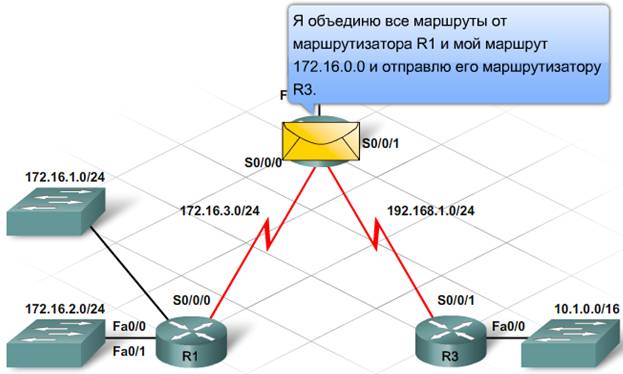 Я объединю все маршруты от
маршрутизатора R1 и мой маршрут
172.16.0.0 и отправлю его маршрутизатору
R3.
F
S0/0/0
S0/0/1
172.16.1.0/24
172.16.3.0/24
192.168.1.0/24
172.16.2.0/24
S0/0/0
S0/0/1
10.1.0.0/16
Fa0/0
Fa0/1
R1
R3
Fa0/0